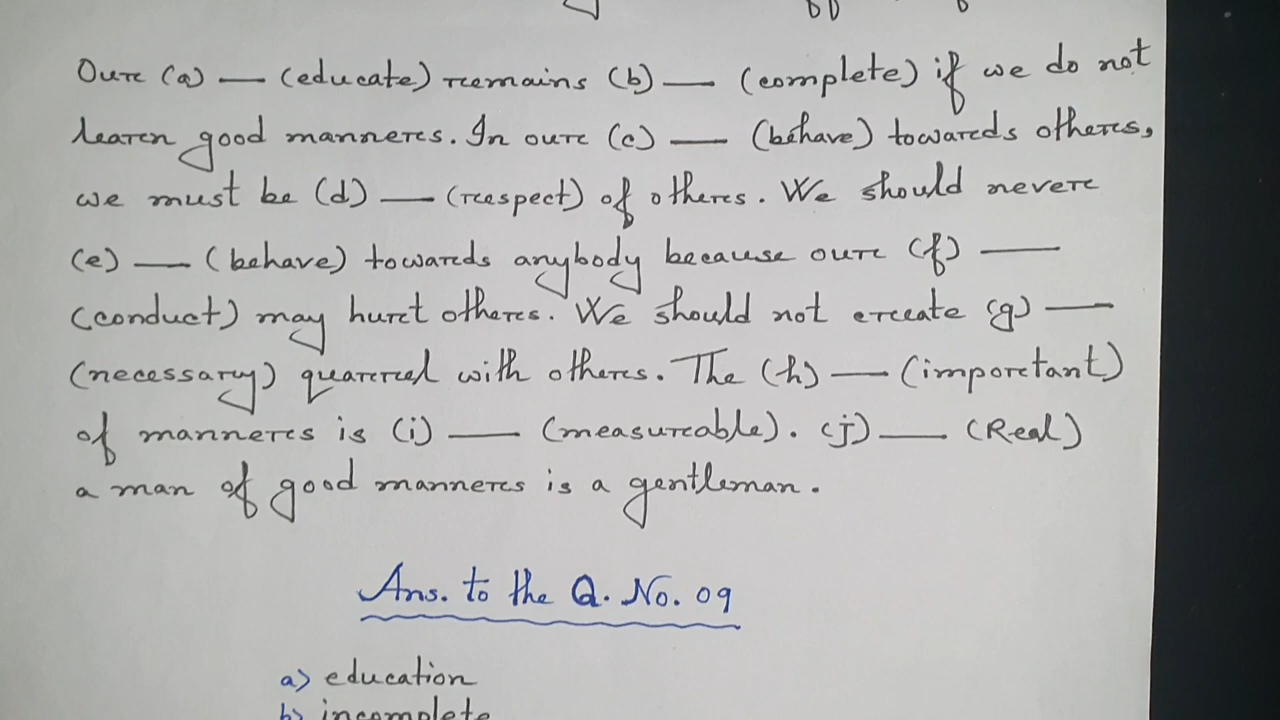 Our (a) — (educate) remains (b) — (complete) if we do not
learn good manners. In our (c) — (behave) towards others,
we must be (d) — (respect) of others. We should never
(e) — (behave) towards anybody because our (f) —
(conduct) may hurt others. We should not create (g) —
(necessary) quarrel with others. The (h) — (important)
of manners is (i) — (measurable). (j) — (Real)
a man of good manners is a gentleman.
Ans. to the Q. No. 09
a) education
b) incomplete